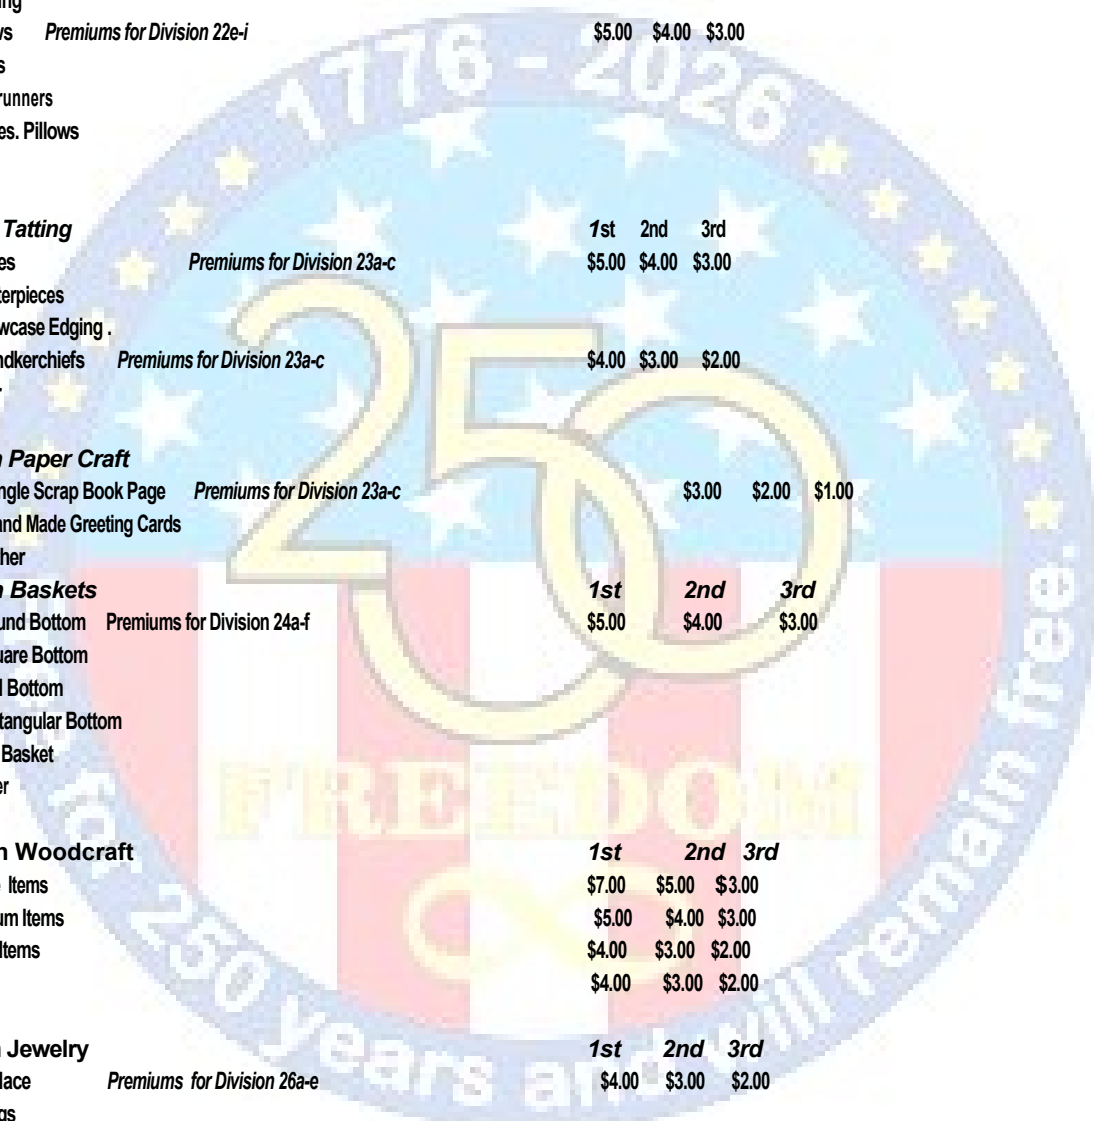 ing
ws Premiums for Division 22e-i $5.00 $4.00 $3.00
s
runners
es. Pillows
Tatting 1st 2nd 3rd
es Premiums for Division 23a-c $5.00 $4.00 $3.00
terpieces
wcase Edging .
ndkerchiefs Premiums for Division 23a-c $4.00 $3.00 $2.00
r
n Paper Craft
ngle Scrap Book Page Premiums for Division 23a-c $3.00 $2.00 $1.00
and Made Greeting Cards
ther
n Baskets 1st 2nd 3rd
und Bottom Premiums for Division 24a-f $5.00 $4.00 $3.00
uare Bottom
l Bottom
tangular Bottom
Basket
er
n Woodcraft 1st 2nd 3rd
e Items $7.00 $5.00 $3.00
um Items $5.00 $4.00 $3.00
Items $4.00 $3.00 $2.00
$4.00 $3.00 $2.00
n Jewelry 1st 2nd 3rd
lace Premiums for Division 26a-e $4.00 $3.00 $2.00
gs
1776 - 2026
250
FREEDOM
for 250 years and will remain free.